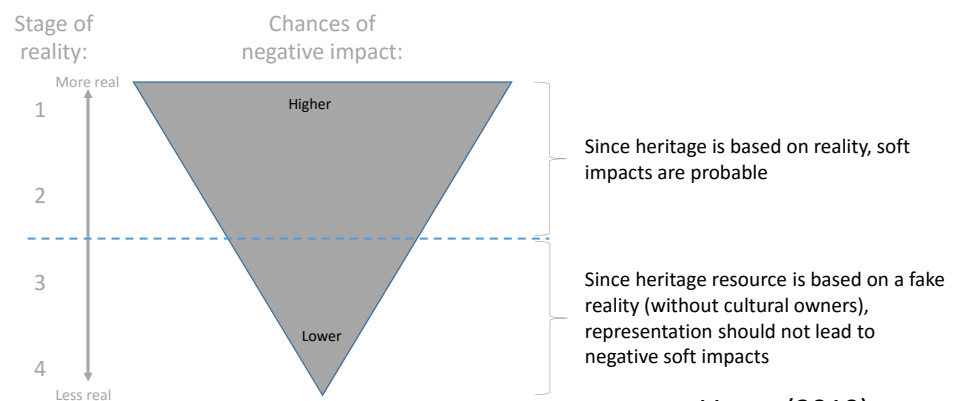 Stage of
reality:
Chances of
negative impact:
More real
1
Higher
2
Since heritage is based on reality, soft
impacts are probable
3
Since heritage resource is based on a fake
reality (without cultural owners),
representation should not lead to
negative soft impacts
Lower
4
Less real
(2019)